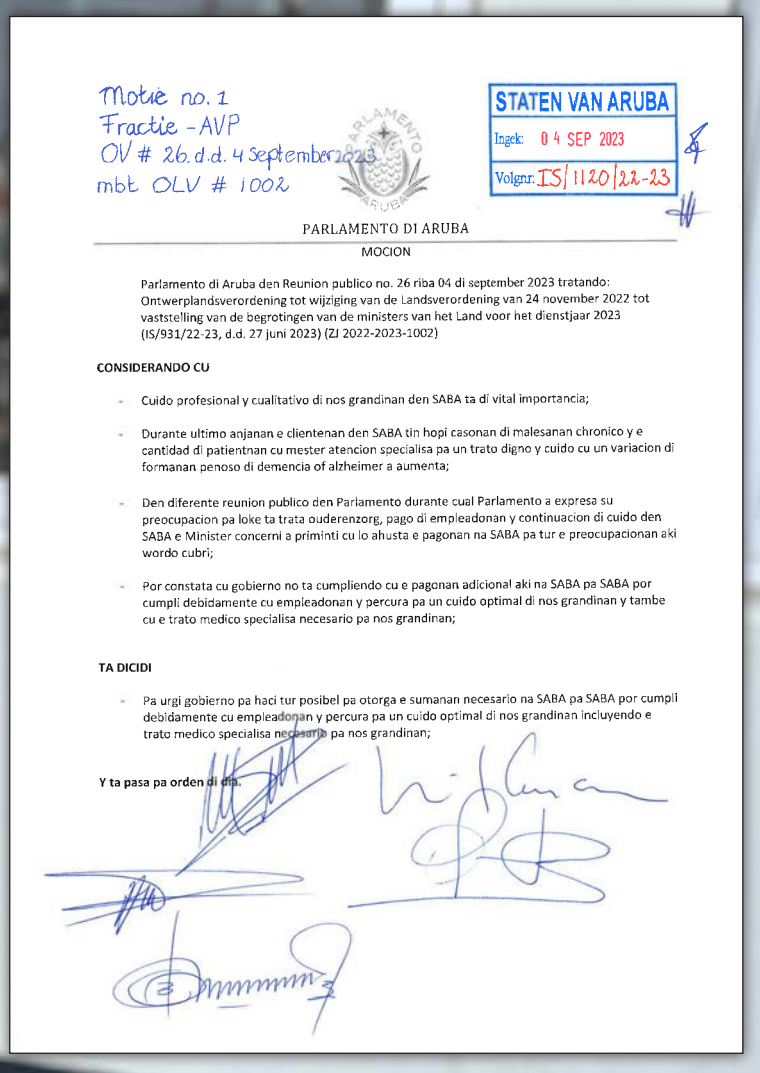 Motie no. 1
Fractie - AVP
OV # 26. d.d. 4 september 2023
mbt OLV # 1002
PARLAMENTO
ARUBA
STATEN VAN ARUBA
Ingek: 04 SEP 2023
Volgnr: IS/1120/22-23
PARLAMENTO DI ARUBA
MOCION
Parlamento di Aruba den Reunion publico no. 26 riba 04 di september 2023 tratando:
Ontwerplandsverordening tot wijziging van de Landsverordening van 24 november 2022 tot
vaststelling van de begrotingen van de ministers van het Land voor het dienstjaar 2023
(IS/931/22-23, d.d. 27 juni 2023) (ZJ 2022-2023-1002)
CONSIDERANDO CU
- Cuido profesional y cualitativo di nos grandinan den SABA ta di vital importancia;
- Durante ultimo anjanan e clientenan den SABA tin hopi casonan di malesanan chronico y e
cantidad di patientnan cu mester atencion specialisa pa un trato digno y cuido cu un variacion di
formanan penoso di demencia of alzheimer a aumenta;
- Den diferente reunion publico den Parlamento durante cual Parlamento a expresa su
preocupacion pa loke ta trata ouderenzorg, pago di empleadonan y continuacion di cuido den
SABA e Minister concerni a priminti cu lo ahusta e pagonan na SABA pa tur e preocupacionan aki
wordo cubri;
- Por constata cu gobierno no ta cumpliendo cu e pagonan adicional aki na SABA pa SABA por
cumpli debidamente cu empleadonan y percura pa un cuido optimal di nos grandinan y tambe
cu e trato medico specialisa necesario pa nos grandinan;
TA DICIDI
- Pa urgi gobierno pa haci tur posibel pa otorga e sumanan necesario na SABA pa SABA por cumpli
debidamente cu empleadonan y percura pa un cuido optimal di nos grandinan incluyendo e
trato medico specialisa necesario pa nos grandinan;
Y ta pasa pa orden di dia.